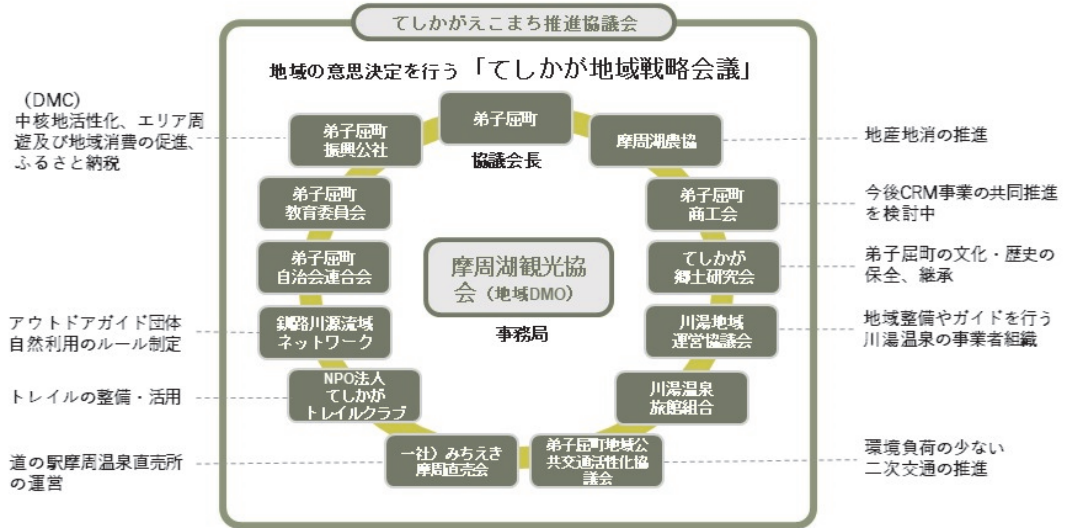 てしかがえこまち推進協議会
地域の意思決定を行う「てしかが地域戦略会議」
（DMC）
中核地活性化、エリア周
遊及び地域消費の促進、
ふるさと納税
弟子屈町
振興公社
弟子屈町
協議会長
摩周湖農協
地産地消の推進
弟子屈町
教育委員会
弟子屈町
商工会
今後CRM事業の共同推進
を検討中
弟子屈町
自治会連合会
摩周湖観光協
会（地域DMO）
事務局
てしかが
郷土研究会
弟子屈町の文化・歴史の
保全、継承
アウトドアガイド団体
自然利用のルール制定
釧路川源流域
ネットワーク
川湯地域
運営協議会
地域整備やガイドを行う
川湯温泉の事業者組織
トレイルの整備・活用
NPO法人
てしかが
トレイルクラブ
川湯温泉
旅館組合
道の駅摩周温泉直売所
の運営
一社）みちえき
摩周直売会
弟子屈町地域公
共交通活性化協
議会
環境負荷の少ない
二次交通の推進